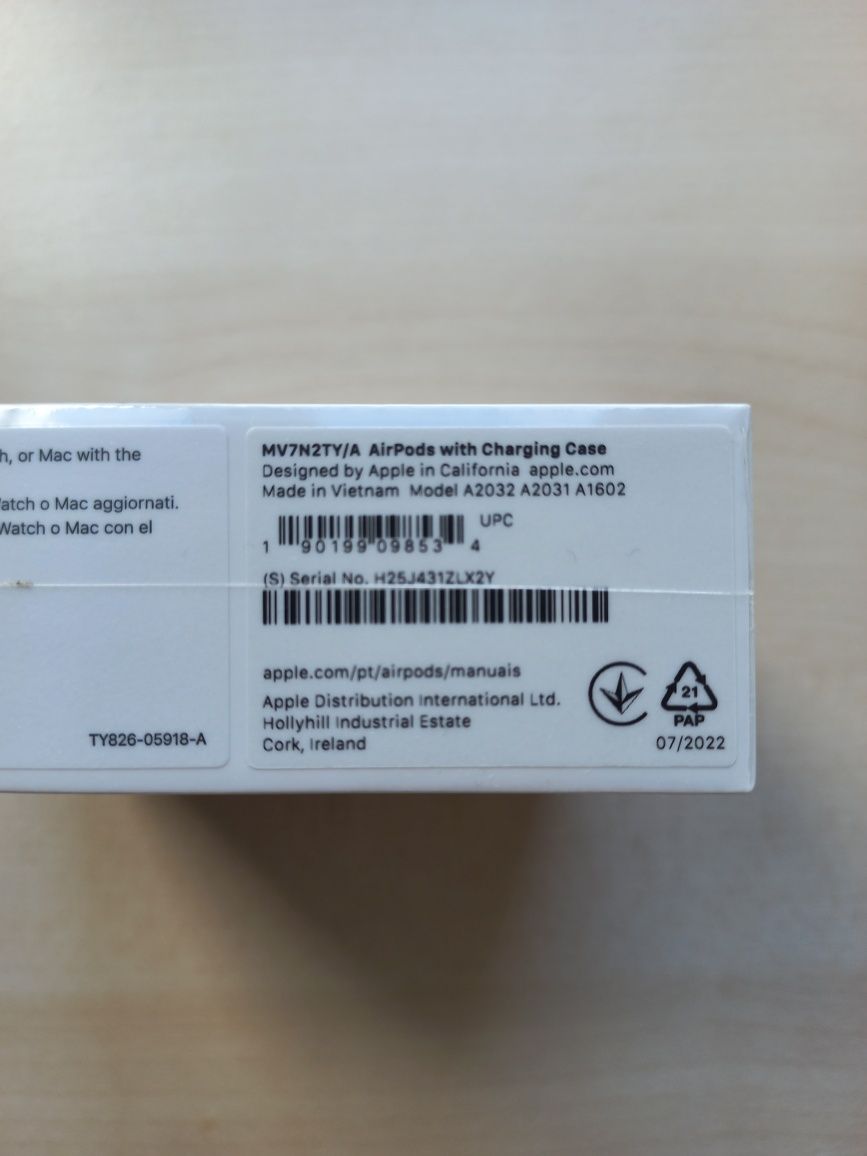 h, or Mac with the
Watch o Mac aggiornati.
Watch o Mac con el
TY826-05918-A
MV7N2TY/A AirPods with Charging Case
Designed by Apple in California apple.com
Made in Vietnam Model A2032 A2031 A1602
UPC
1 90199 09853 4
(S) Serial No. H25J431ZLX2Y
apple.com/pt/airpods/manuais
Apple Distribution International Ltd.
Hollyhill Industrial Estate
Cork, Ireland
21
PAP
07/2022